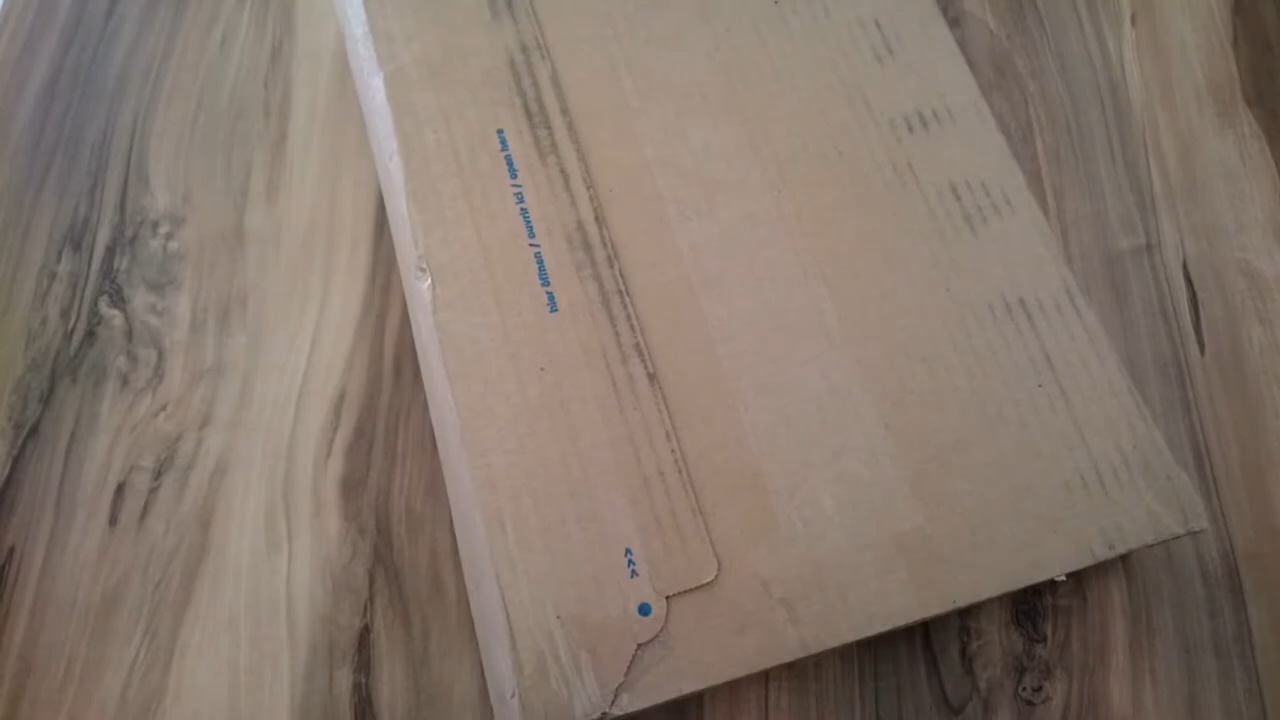 hier öffnen / ouvrir ici / open here
<<<